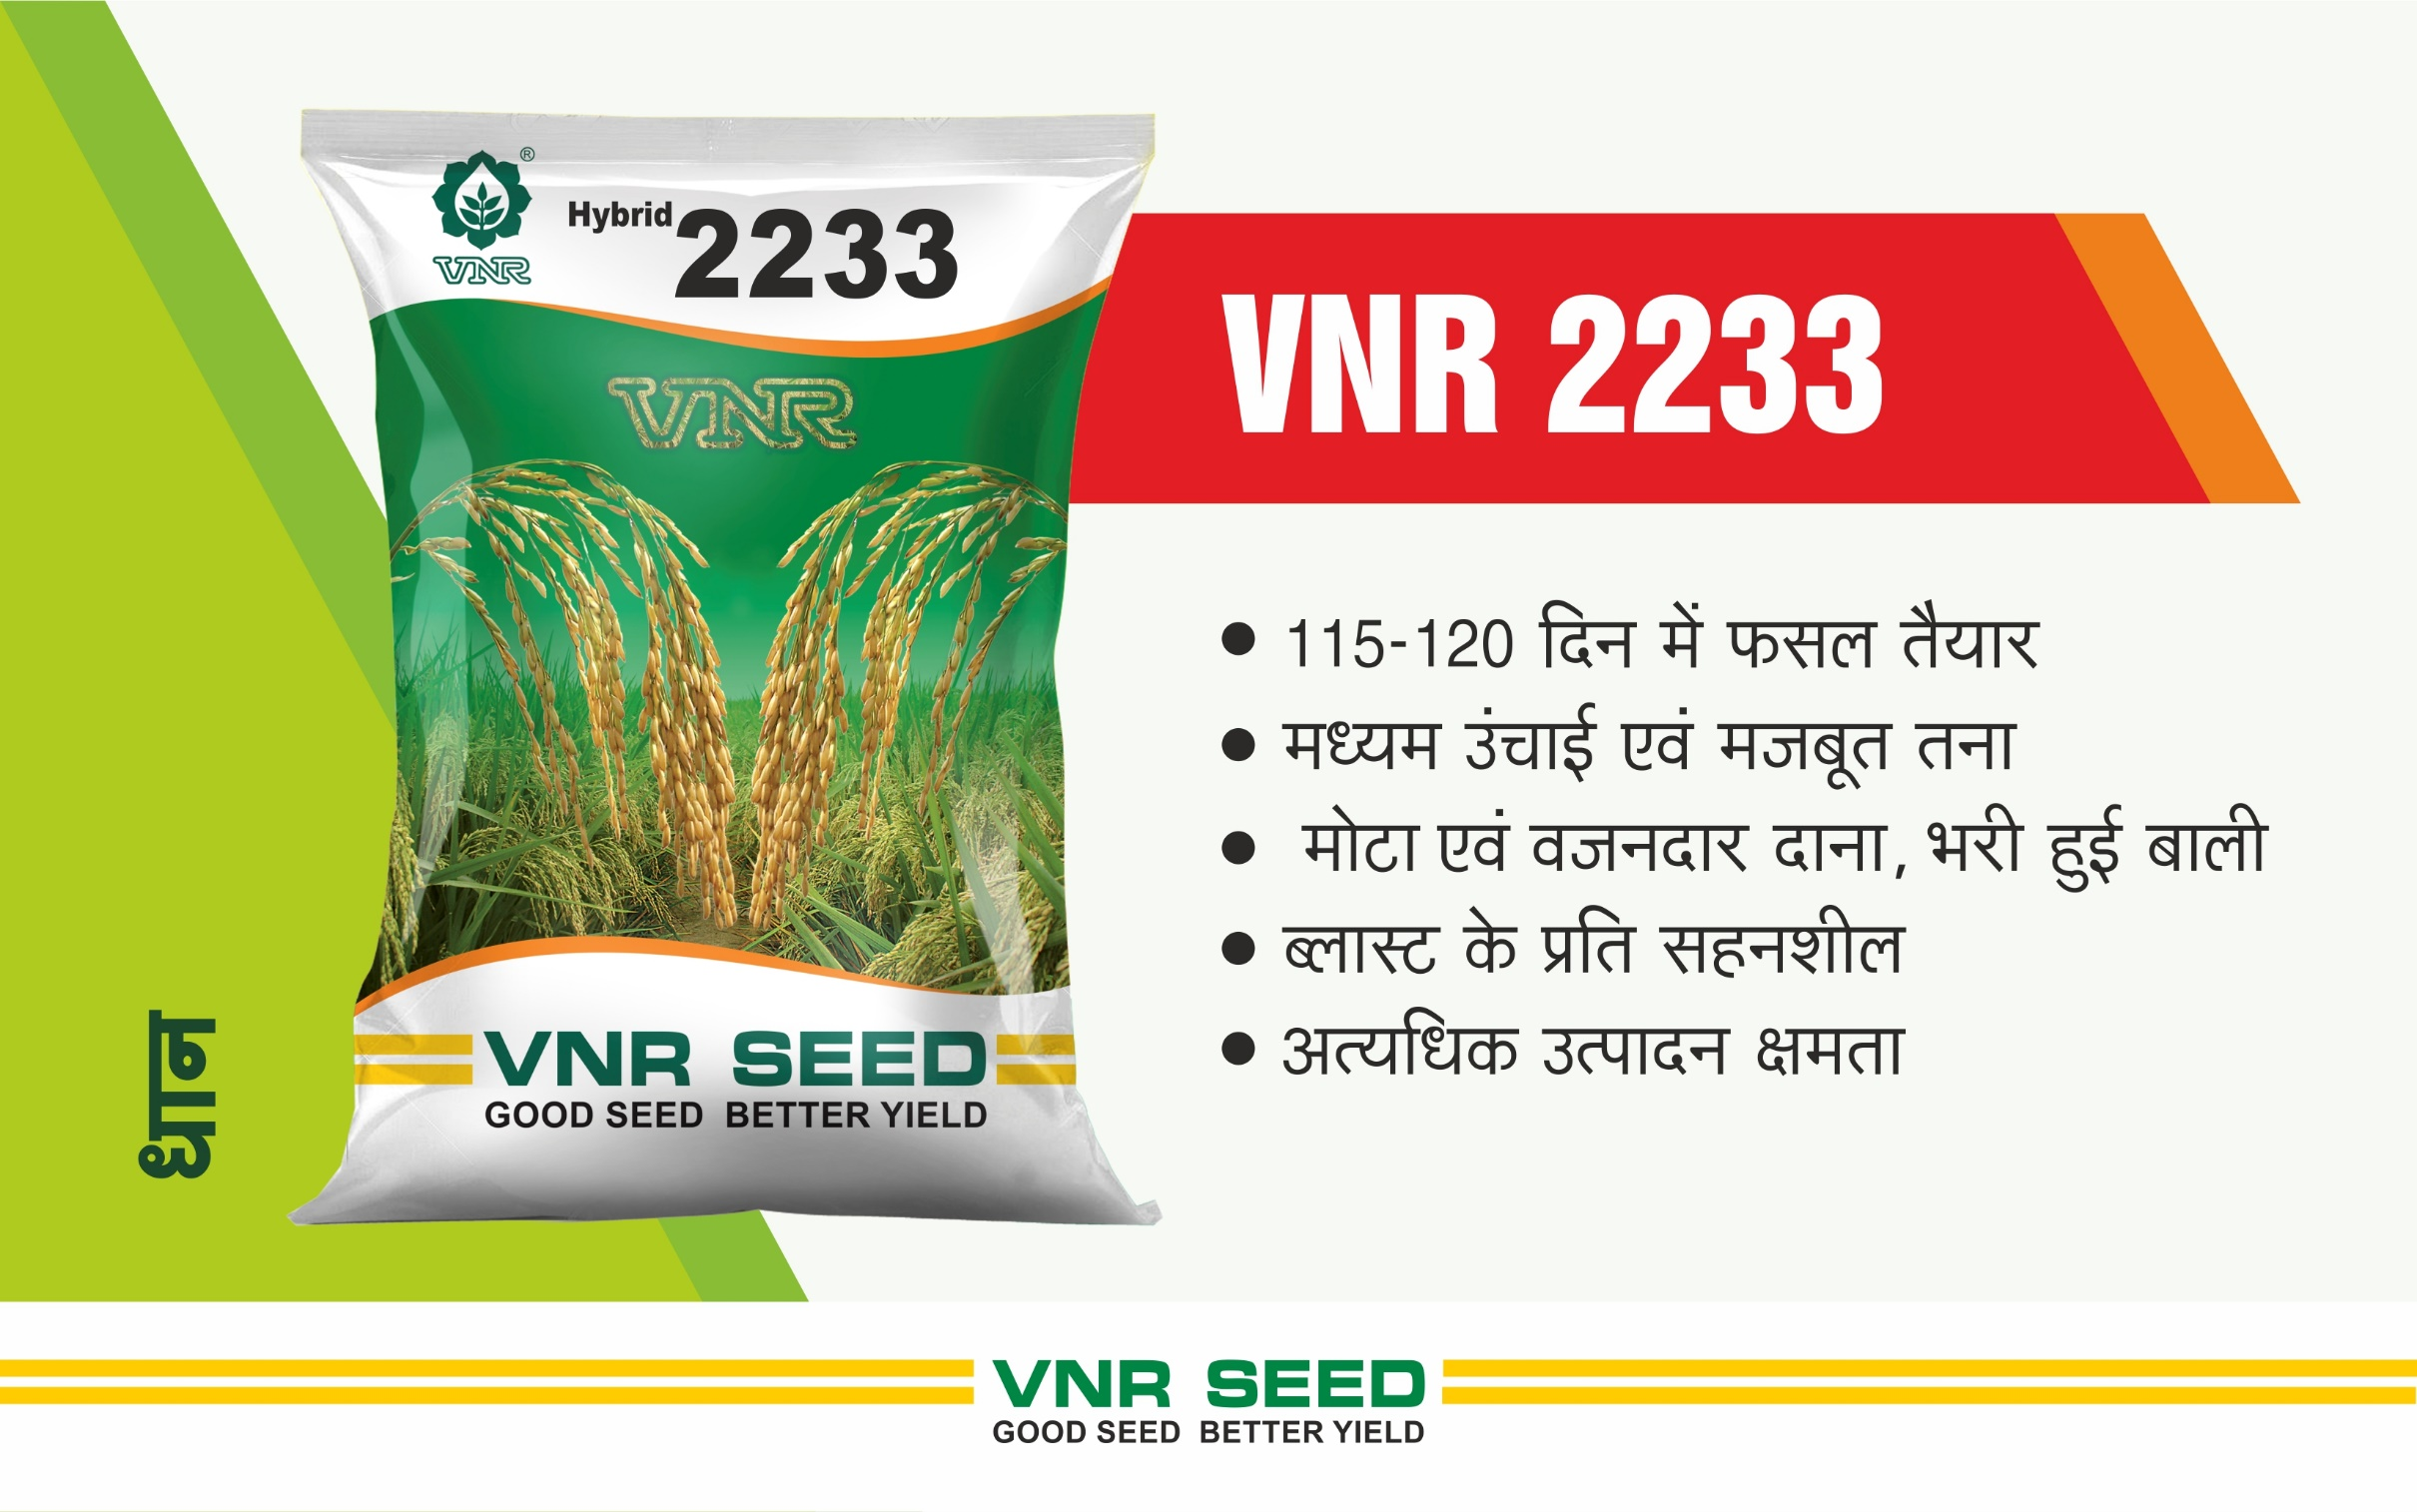 VNR
®
Hybrid 2233
VNR
VNR SEED
GOOD SEED BETTER YIELD
धान
VNR 2233
• 115-120 दिन में फसल तैयार
• मध्यम उंचाई एवं मजबूत तना
• मोटा एवं वजनदार दाना, भरी हुई बाली
• ब्लास्ट के प्रति सहनशील
• अत्यधिक उत्पादन क्षमता
VNR SEED
GOOD SEED BETTER YIELD